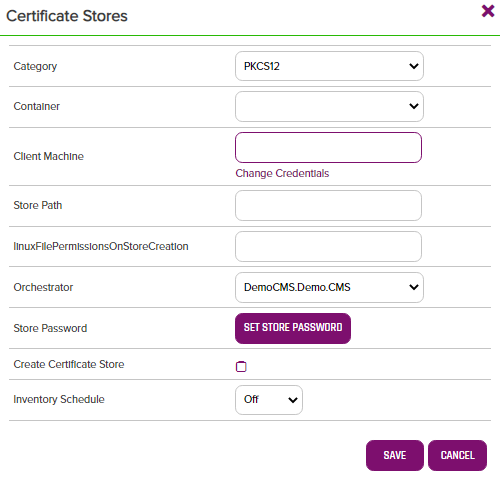 Certificate Stores
Category
PKCS12
Container
Client Machine
Change Credentials
Store Path
linuxFilePermissionsOnStoreCreation
Orchestrator
DemoCMS.Demo.CMS
Store Password
SET STORE PASSWORD
Create Certificate Store
Inventory Schedule
Off
SAVE
CANCEL